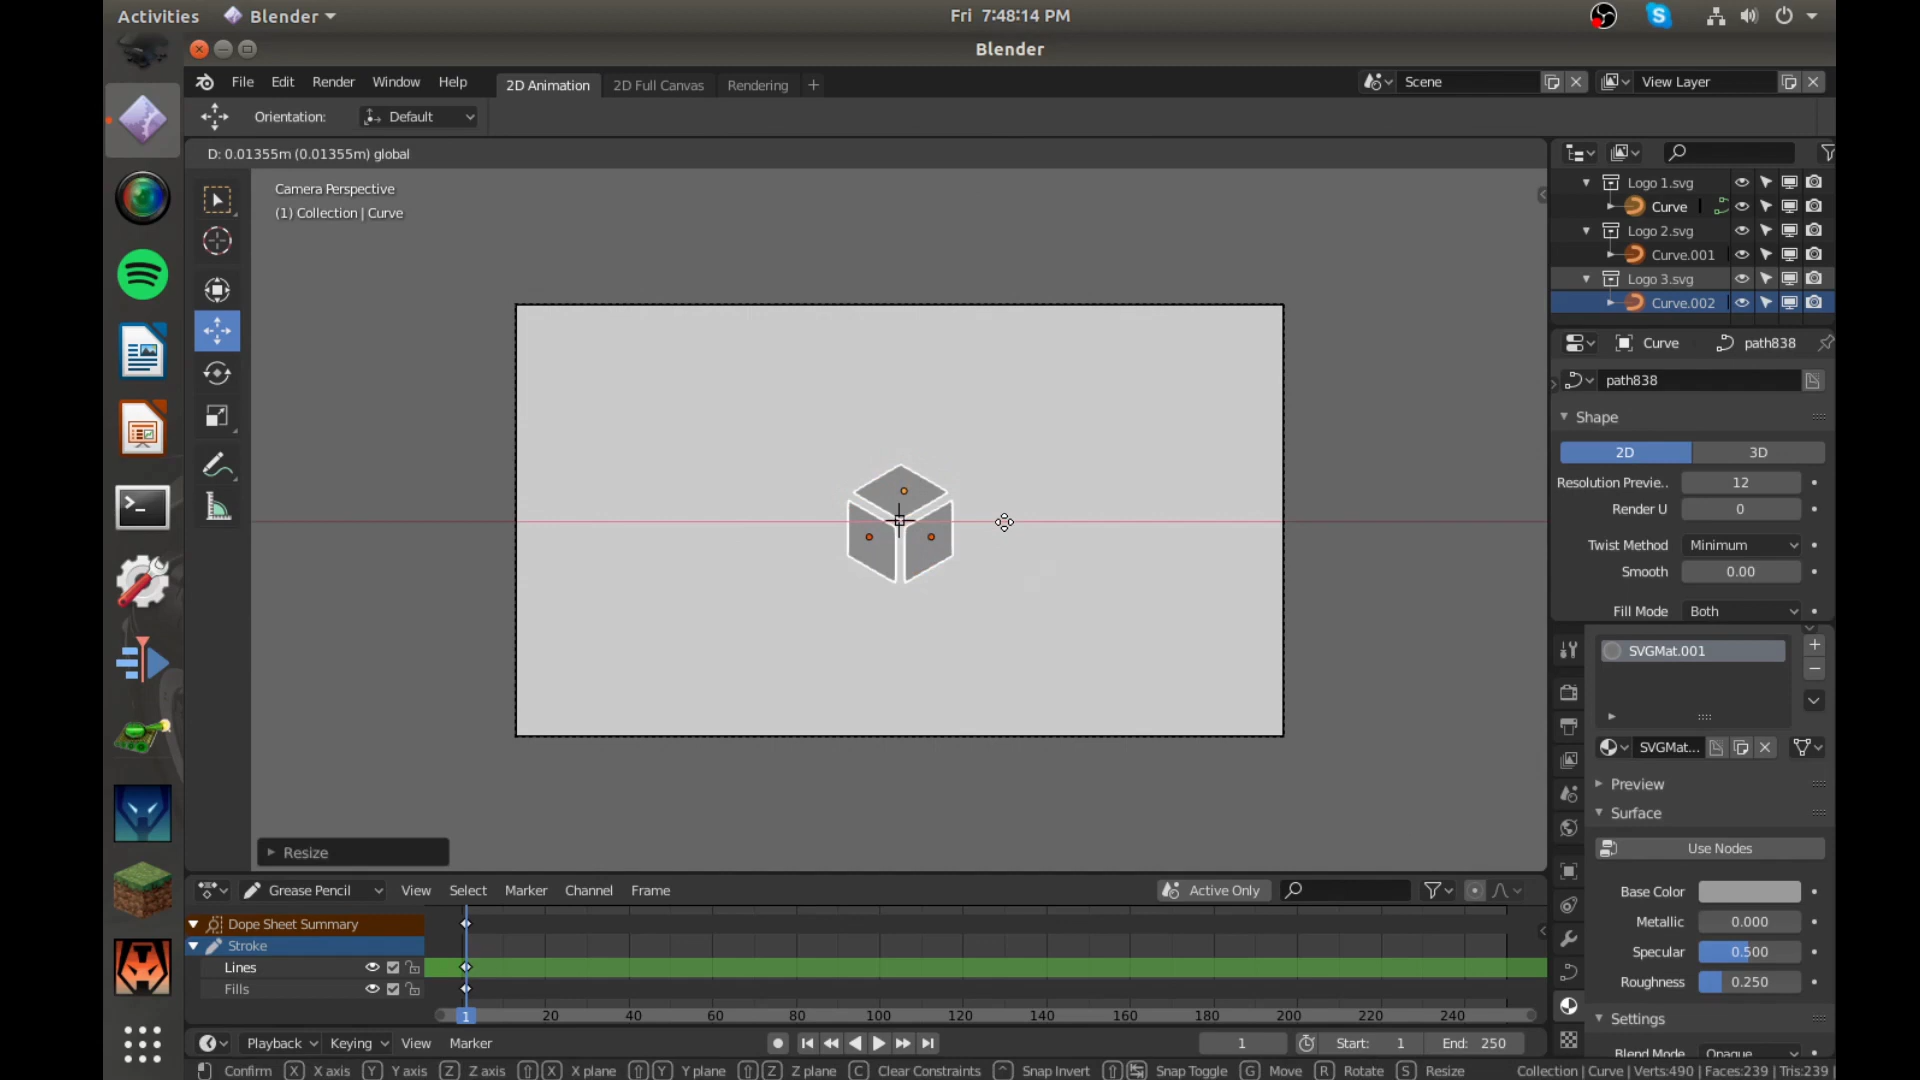 Activities Blender Fri 7:48:14 PM
Blender
File Edit Render Window Help 2D Animation 2D Full Canvas Rendering + Scene View Layer
Orientation: Default
D: 0.01355m (0.01355m) global
Camera Perspective
(1) Collection | Curve
Logo 1.svg
Curve
Logo 2.svg
Curve.001
Logo 3.svg
Curve.002
Curve path838
path838
Shape
2D 3D
Resolution Previe.. 12
Render U 0
Twist Method Minimum
Smooth 0.00
Fill Mode Both
SVGMat.001
SVGMat...
Preview
Surface
Use Nodes
Base Color
Metallic 0.000
Specular 0.500
Roughness 0.250
Settings
Blend Mode Opaque
Resize
Grease Pencil View Select Marker Channel Frame Active Only
Dope Sheet Summary
Stroke
Lines
Fills
1 20 40 60 80 100 120 140 160 180 200 220 240
Playback Keying View Marker 1 Start: 1 End: 250
Confirm X X axis Y Y axis Z Z axis X X plane Y Y plane Z Z plane C Clear Constraints ^ Snap Invert Snap Toggle G Move R Rotate S Resize Collection | Curve | Verts:490 | Faces:239 | Tris:239 |